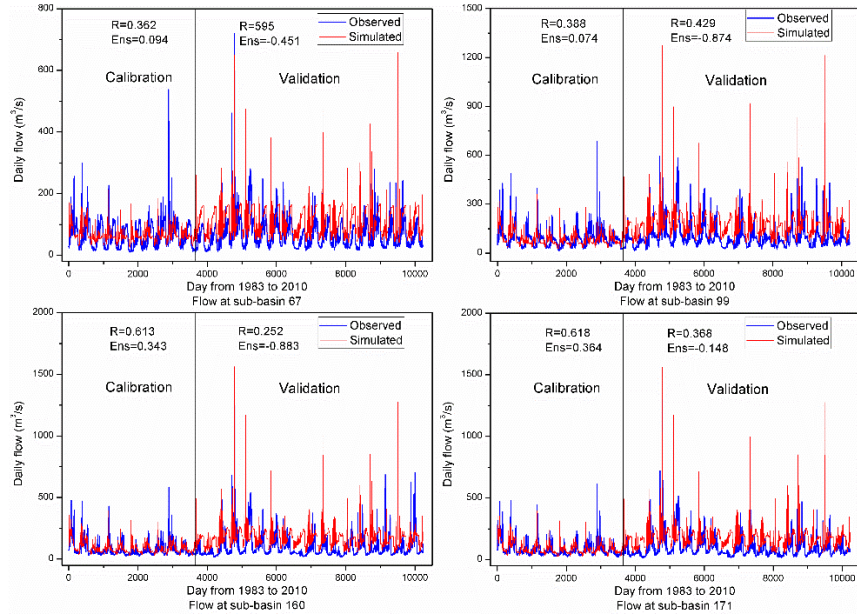 R=0.362
Ens=0.094
R=595
Ens=-0.451
Observed
Simulated
Calibration
Validation
Daily flow (m³/s)
800
600
400
200
0
0 2000 4000 6000 8000 10000
Day from 1983 to 2010
Flow at sub-basin 67
R=0.388
Ens=0.074
R=0.429
Ens=-0.874
Observed
Simulated
Calibration
Validation
Daily flow (m³/s)
1500
1200
900
600
300
0
0 2000 4000 6000 8000 10000
Day from 1983 to 2010
Flow at sub-basin 99
R=0.613
Ens=0.343
R=0.252
Ens=-0.883
Observed
Simulated
Calibration
Validation
Daily flow (m³/s)
2000
1500
1000
500
0
0 2000 4000 6000 8000 10000
Day from 1983 to 2010
Flow at sub-basin 160
R=0.618
Ens=0.364
R=0.368
Ens=-0.148
Observed
Simulated
Calibration
Validation
Daily flow (m³/s)
2000
1500
1000
500
0
0 2000 4000 6000 8000 10000
Day from 1983 to 2010
Flow at sub-basin 171